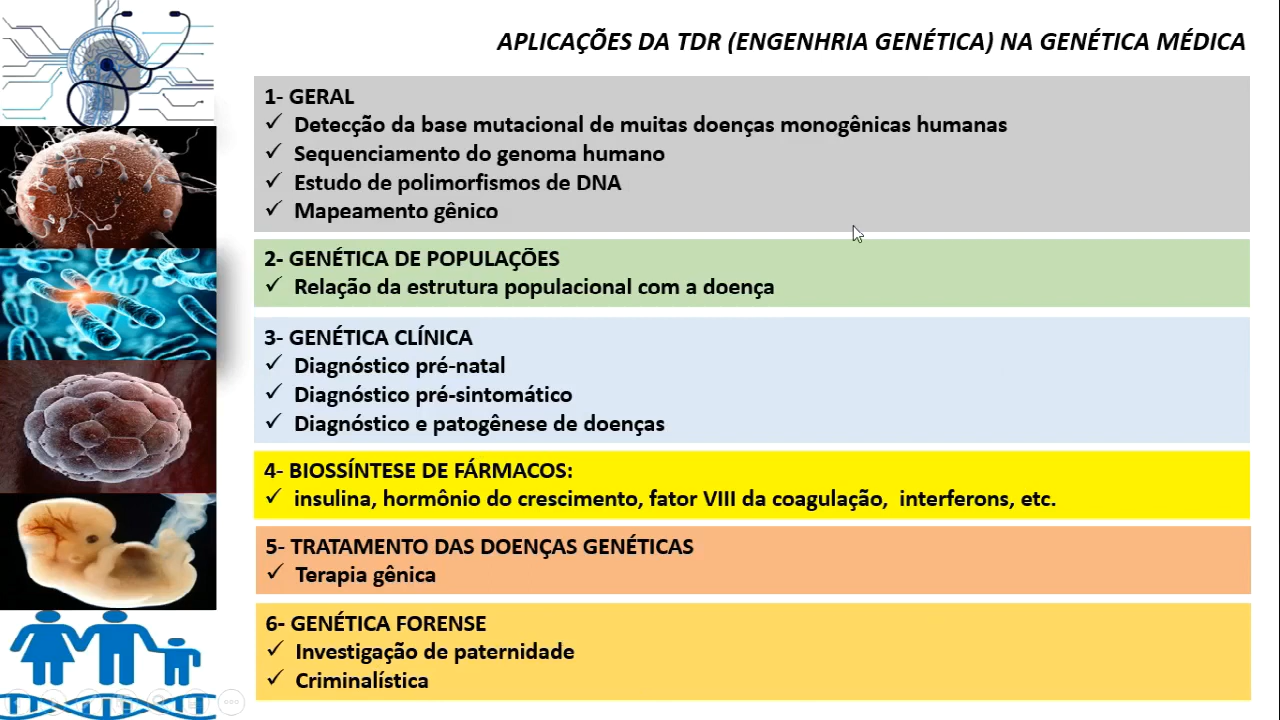 APLICAÇÕES DA TDR (ENGENHRIA GENÉTICA) NA GENÉTICA MÉDICA
1- GERAL
✓ Detecção da base mutacional de muitas doenças monogênicas humanas
✓ Sequenciamento do genoma humano
✓ Estudo de polimorfismos de DNA
✓ Mapeamento gênico
2- GENÉTICA DE POPULAÇÕES
✓ Relação da estrutura populacional com a doença
3- GENÉTICA CLÍNICA
✓ Diagnóstico pré-natal
✓ Diagnóstico pré-sintomático
✓ Diagnóstico e patogênese de doenças
4- BIOSSÍNTESE DE FÁRMACOS:
✓ insulina, hormônio do crescimento, fator VIII da coagulação, interferons, etc.
5- TRATAMENTO DAS DOENÇAS GENÉTICAS
✓ Terapia gênica
6- GENÉTICA FORENSE
✓ Investigação de paternidade
✓ Criminalística